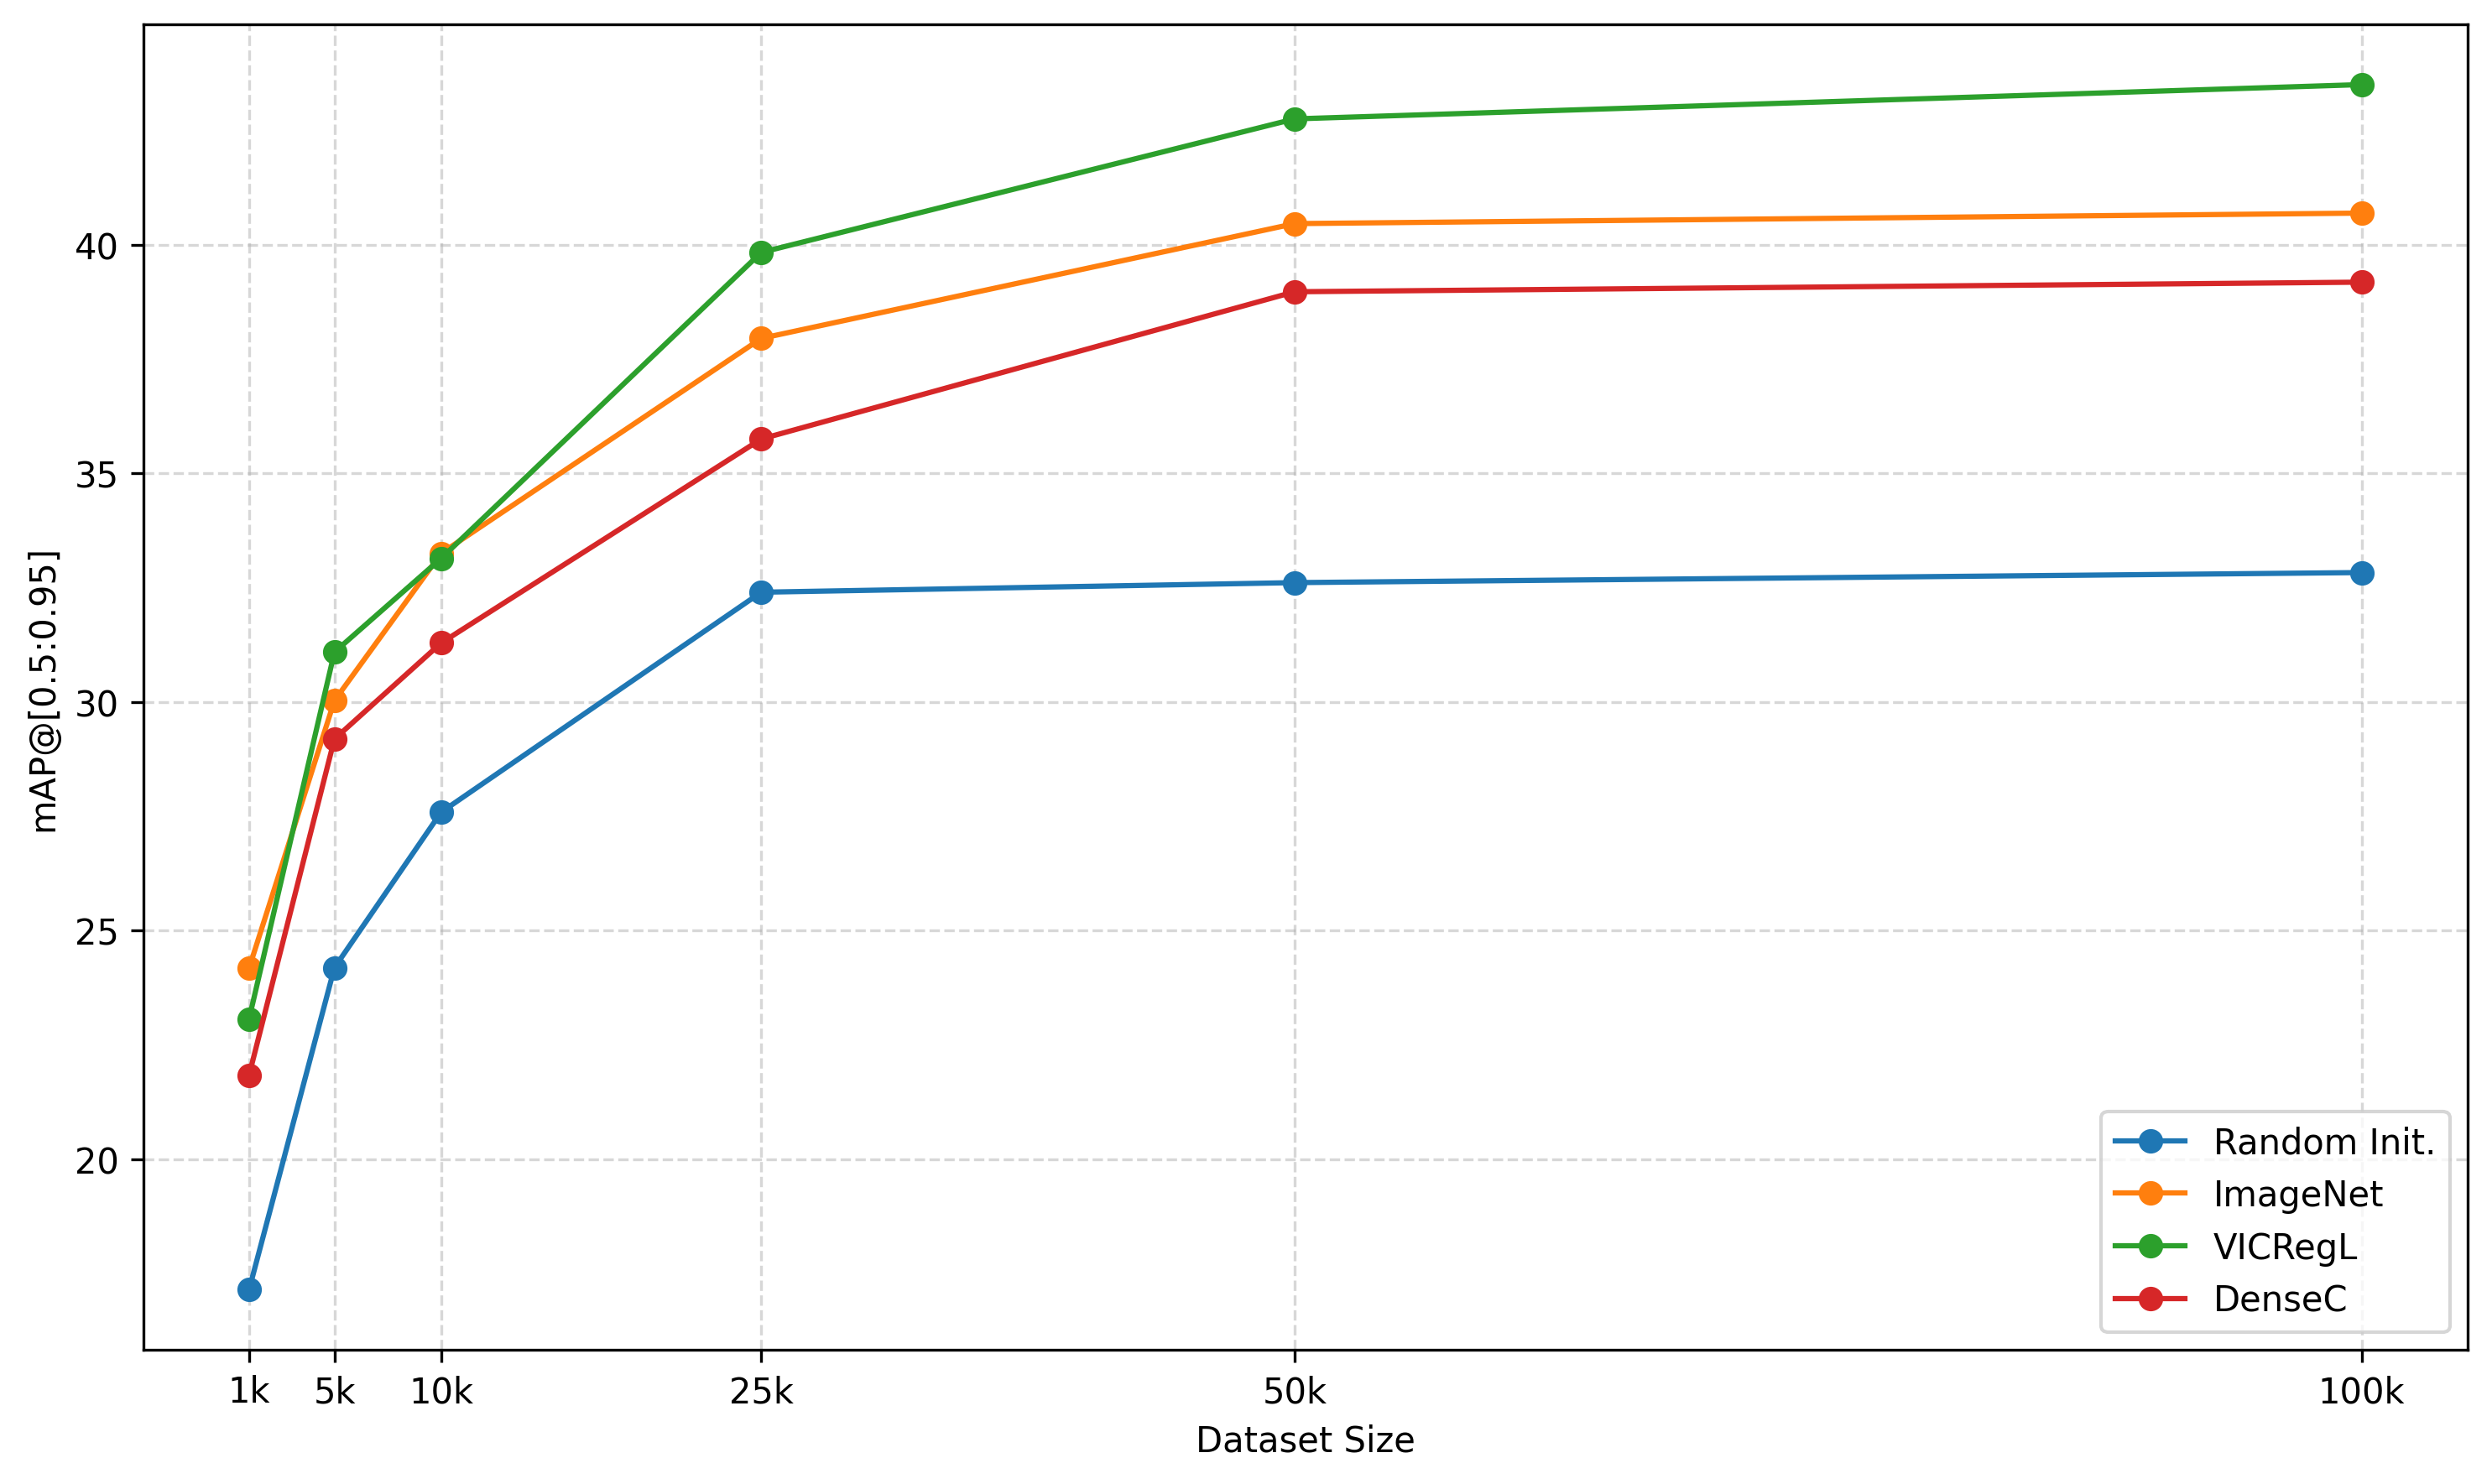 mAP@[0.5:0.95]
40
35
30
25
20
1k 5k 10k 25k 50k 100k
Dataset Size
Random Init.
ImageNet
VICRegL
DenseC